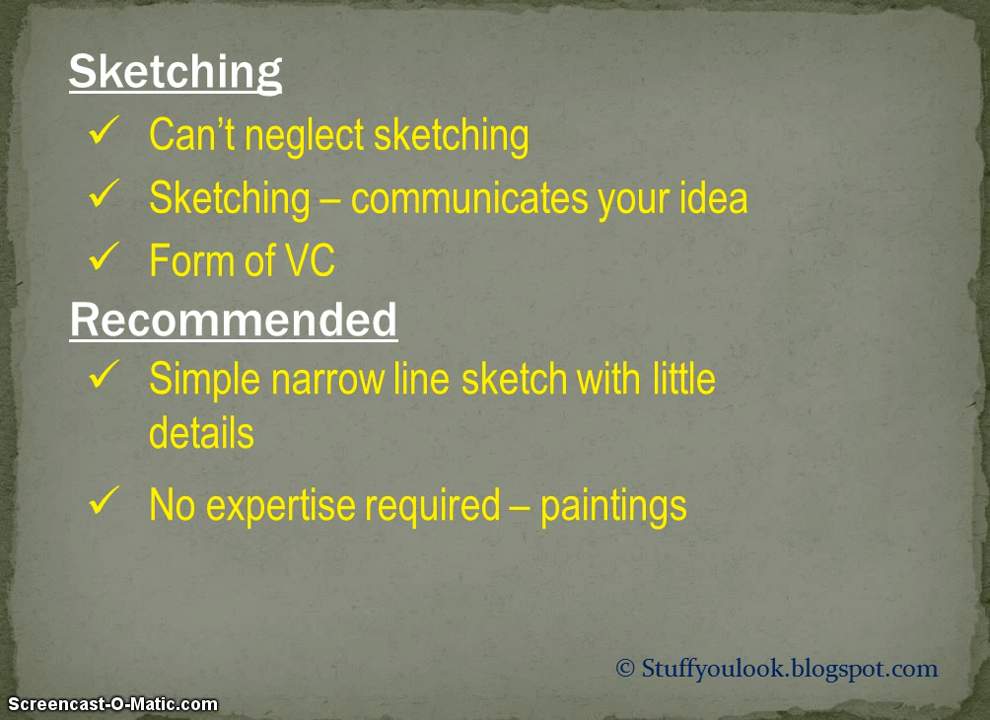 Sketching
✓ Can’t neglect sketching
✓ Sketching – communicates your idea
✓ Form of VC
Recommended
✓ Simple narrow line sketch with little
details
✓ No expertise required – paintings
© Stuffyoulook.blogspot.com
Screencast-O-Matic.com